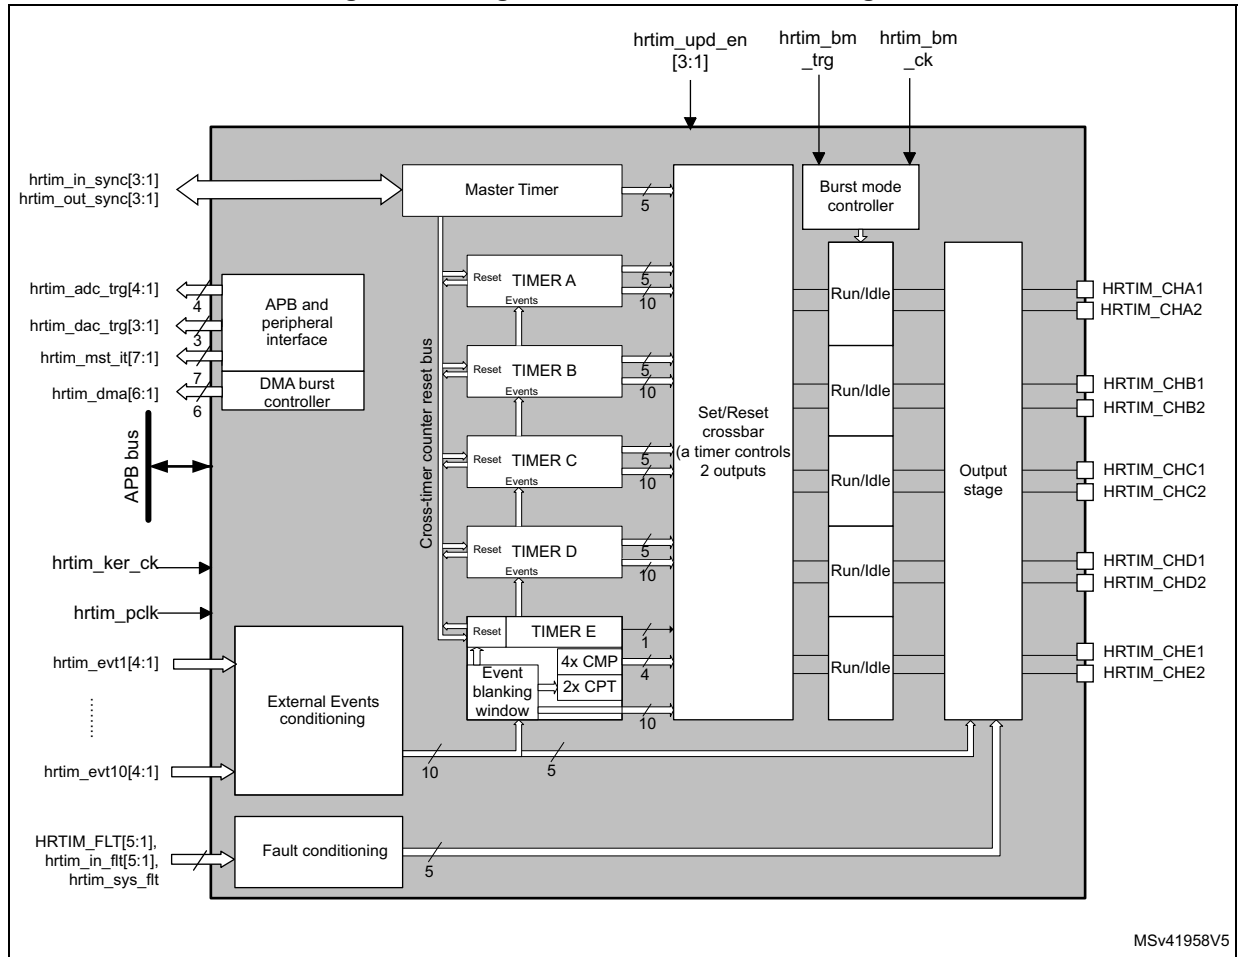 hrtim_upd_en
[3:1]
hrtim_bm
_trg
hrtim_bm
_ck
hrtim_in_sync[3:1]
hrtim_out_sync[3:1]
Master Timer
5
Burst mode
controller
hrtim_adc_trg[4:1]
4
hrtim_dac_trg[3:1]
3
hrtim_mst_it[7:1]
7
hrtim_dma[6:1]
6
APB and
peripheral
interface
DMA burst
controller
APB bus
hrtim_ker_ck
hrtim_pclk
Cross-timer counter reset bus
Reset
TIMER A
Events
5
10
Reset
TIMER B
Events
5
10
Reset
TIMER C
Events
5
10
Reset
TIMER D
Events
5
10
Reset
TIMER E
1
4x CMP
4
2x CPT
Event
blanking
window
10
Set/Reset
crossbar
(a timer controls
2 outputs
Run/Idle
Run/Idle
Run/Idle
Run/Idle
Run/Idle
Output
stage
HRTIM_CHA1
HRTIM_CHA2
HRTIM_CHB1
HRTIM_CHB2
HRTIM_CHC1
HRTIM_CHC2
HRTIM_CHD1
HRTIM_CHD2
HRTIM_CHE1
HRTIM_CHE2
hrtim_evt1[4:1]
.........
hrtim_evt10[4:1]
External Events
conditioning
10
5
HRTIM_FLT[5:1],
hrtim_in_flt[5:1],
hrtim_sys_flt
Fault conditioning
5
MSv41958V5